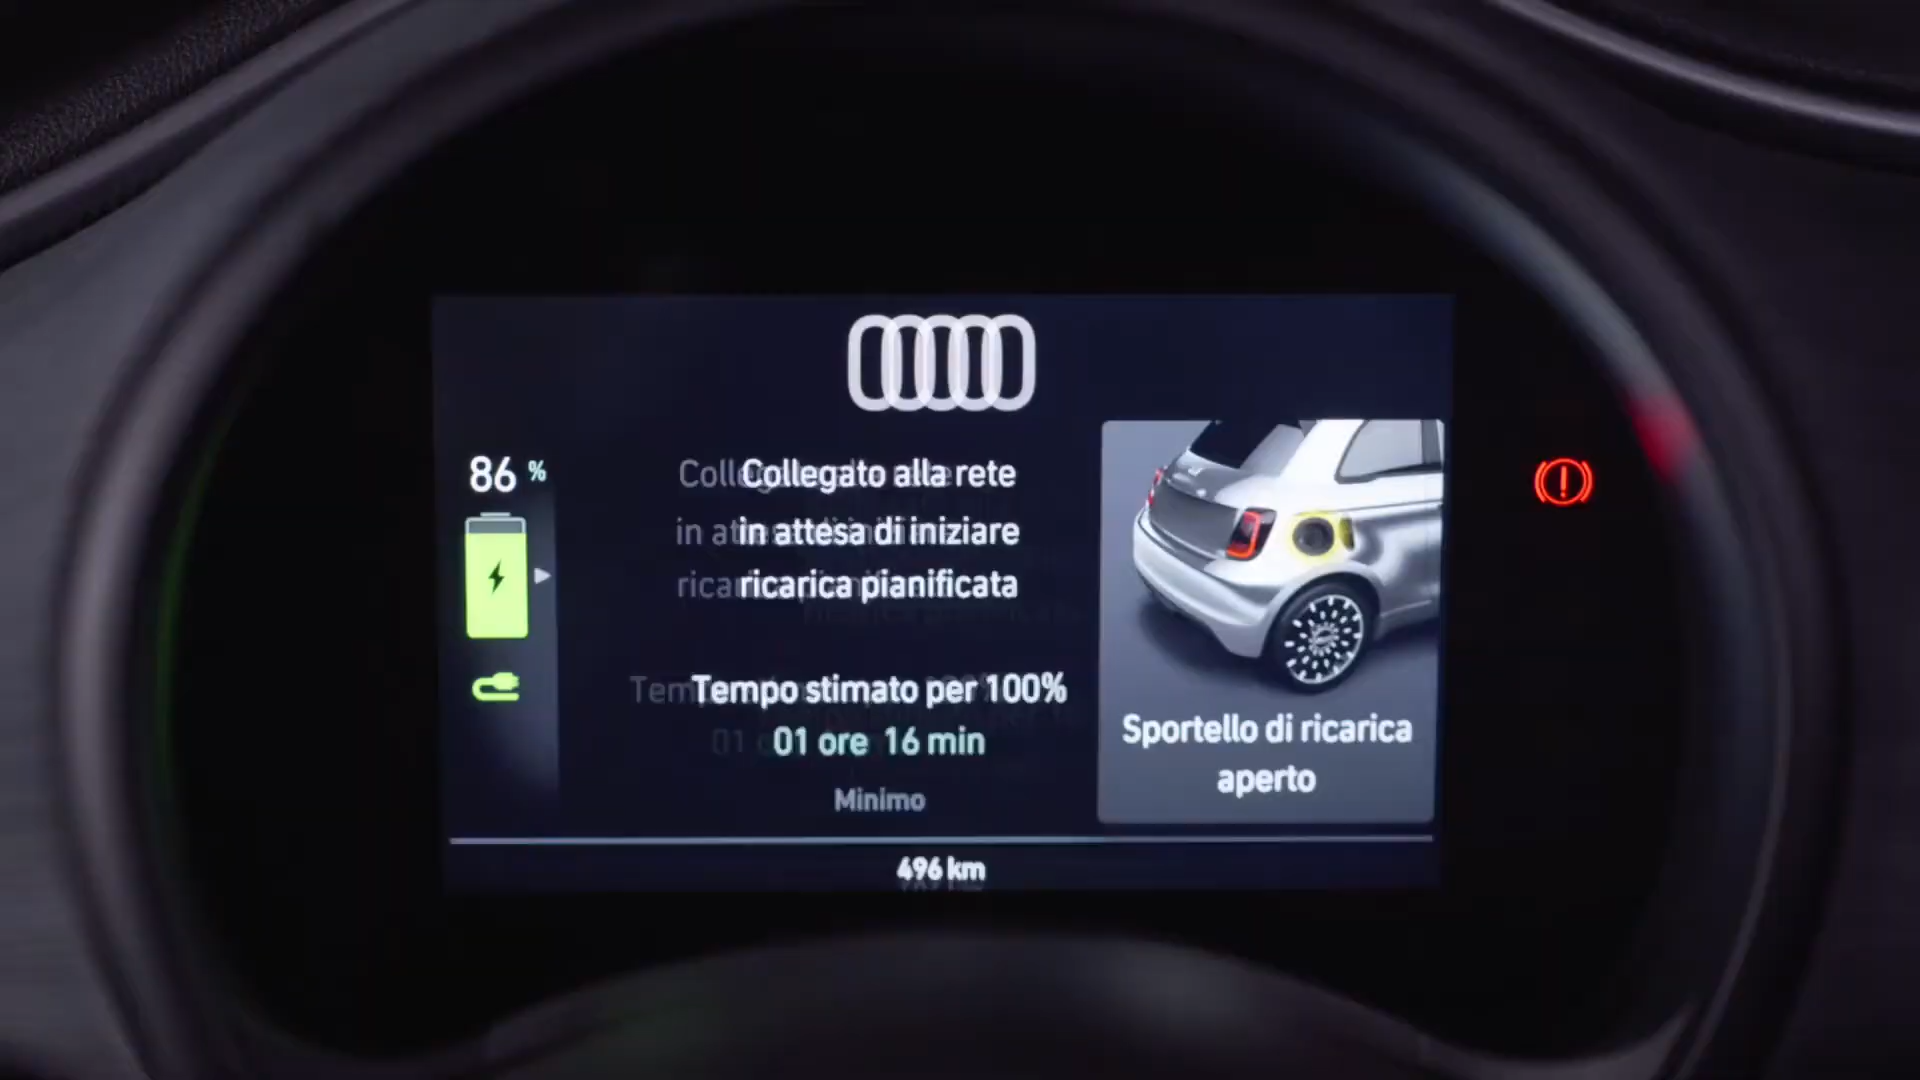 86 %
Collegato alla rete
in attesa di iniziare
ricarica pianificata
Tempo stimato per 100%
01 ore 16 min
Minimo
Sportello di ricarica
aperto
496 km